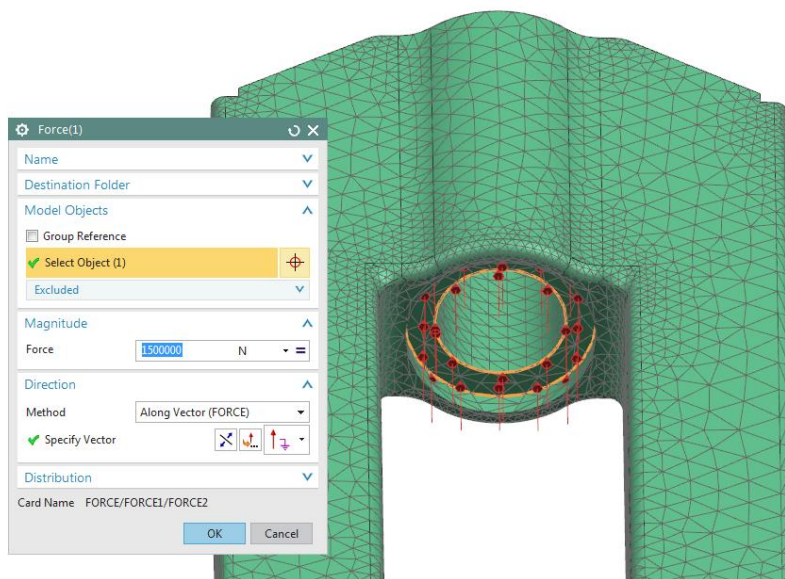 Force(1)
Name
Destination Folder
Model Objects
Group Reference
Select Object (1)
Excluded
Magnitude
Force 1500000 N
Direction
Method Along Vector (FORCE)
Specify Vector
Distribution
Card Name FORCE/FORCE1/FORCE2
OK Cancel